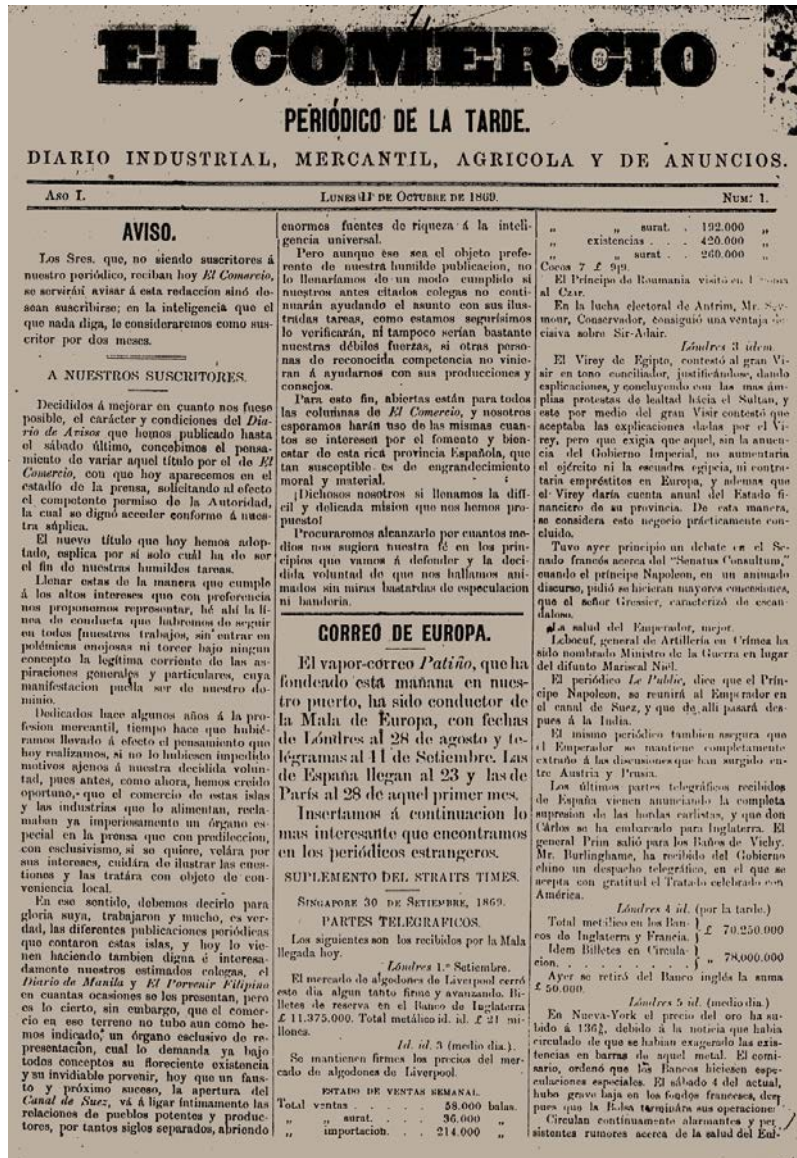 EL COMERCIO
PERIÓDICO DE LA TARDE.
DIARIO INDUSTRIAL, MERCANTIL, AGRICOLA Y DE ANUNCIOS.
Año I.
Lunes 11 de Octubre de 1869.
Num. 1.
AVISO.
Los Sres. que, no siendo suscritores á
nuestro periódico, reciban hoy El Comercio,
se servirán avisar á esta redaccion sinó de-
sean suscribirse; en la inteligencia que el
que nada diga, lo consideraremos como sus-
critor por dos meses.
A NUESTROS SUSCRITORES.
Decididos á mejorar en cuanto nos fuese
posible, el carácter y condiciones del Dia-
rio de Avisos que hemos publicado hasta
el sábado último, concebimos el pensa-
miento de variar aquel título por el de El
Comercio, con que hoy aparecemos en el
estadio de la prensa, solicitando al efecto
el competente permiso de la Autoridad,
la cual se dignó acceder conforme á nues-
tra súplica.
El nuevo título que hoy hemos adop-
tado, esplica por sí solo cuál ha de ser
el fin de nuestras humildes tareas.
Llenar estas de la manera que cumple
á los altos intereses que con preferencia
nos proponemos representar, hé ahí la lí-
nea de conducta que habremos de seguir
en todos nuestros trabajos, sin entrar en
polémicas enojosas ni torcer bajo ningun
concepto la legítima corriente de las as-
piraciones generales y particulares, cuya
manifestacion pueda ser de nuestro do-
minio.
Dedicados hace algunos años á la pro-
fesion mercantil, tiempo hace que hubié-
ramos llevado á efecto el pensamiento que
hoy realizamos, si no lo hubiesen impedido
motivos ajenos á nuestra decidida volun-
tad, pues antes, como ahora, hemos creido
oportuno, que el comercio de estas islas
y las industrias que lo alimentan, recla-
maban ya imperiosamente un órgano es-
pecial en la prensa que con predileccion,
con esclusivismo, si se quiere, velára por
sus intereses, cuidára de ilustrar las cues-
tiones y las tratára con objeto de con-
veniencia local.
En ese sentido, debemos decirlo para
gloria suya, trabajaron y mucho, es ver-
dad, las diferentes publicaciones periódicas
que contaron estas islas, y hoy lo vie-
nen haciendo tambien digna é interesa-
damente nuestros estimados colegas, el
Diario de Manila y El Porvenir Filipino
en cuantas ocasiones se les presentan, pero
es lo cierto, sin embargo, que el comer-
cio en ese terreno no tubo aun como he-
mos indicado, un órgano esclusivo de re-
presentacion, cual lo demanda ya bajo
todos conceptos su floreciente existencia
y su invidiable porvenir, hoy que un faus-
to y próximo suceso, la apertura del
Canal de Suez, vá á ligar íntimamente las
relaciones de pueblos potentes y produc-
tores, por tantos siglos separados, abriendo
enormes fuentes de riqueza á la inteli-
gencia universal.
Pero aunque ese sea el objeto prefe-
rente de nuestra humilde publicacion, no
lo llenaríamos de un modo cumplido si
nuestros antes citados colegas no conti-
nuarán ayudando el asunto con sus ilus-
tradas tareas, como estamos segurísimos
lo verificarán, ni tampoco serían bastante
nuestras débiles fuerzas, si otras perso-
nas de reconocida competencia no vinie-
ran á ayudarnos con sus producciones y
consejos.
Para este fin, abiertas están para todos
las columnas de El Comercio, y nosotros
esperamos harán uso de las mismas cuan-
tos se interesen por el fomento y bien-
estar de esta rica provincia Española, que
tan susceptible es de engrandecimiento
moral y material.
¡Dichosos nosotros si llenamos la difi-
cil y delicada mision que nos hemos pro-
puesto!
Procuraremos alcanzarlo por cuantos me-
dios nos sugiera nuestra fé en los prin-
cipios que vamos á defender y la deci-
dida voluntad de que nos hallamos ani-
mados sin miras bastardas de especulacion
ni bandería.
CORREO DE EUROPA.
El vapor-correo Patiño, que ha
fondeado esta mañana en nues-
tro puerto, ha sido conductor de
la Mala de Europa, con fechas
de Lóndres al 28 de agosto y te-
légramas al 11 de Setiembre. Las
de España llegan al 23 y las de
París al 28 de aquel primer mes.
Insertamos á continuacion lo
mas interesante que encontramos
en los periódicos estrangeros.
SUPLEMENTO DEL STRAITS TIMES.
Singapore 30 de Setiembre, 1869.
PARTES TELEGRAFICOS.
Los siguientes son los recibidos por la Mala
llegada hoy.
Lóndres 1.º Setiembre.
El mercado de algodones de Liverpool cerró
este dia algun tanto firme y avanzando. Bi-
lletes de reserva en el Banco de Inglaterra
£ 11.375.000. Total metálico id. id. £ 21 mi-
llones.
Id. id. 3 (medio dia.).
Se mantienen firmes los precios del mer-
cado de algodones de Liverpool.
ESTADO DE VENTAS SEMANAL.
Total ventas . . . . . 58.000 balas.
„ „ surat. . . 36.000 „
„ importacion. . . 214.000 „
„ „ surat. . 192.000 „
„ existencias . . . 420.000 „
„ „ surat . . 260.000 „
Cocos 7 £ 9p9.
El Príncipe de Roumania visitó en
al Czar.
En la lucha electoral de Antrim, Mr. Sey-
mour, Conservador, consiguió una ventaja de-
cisiva sobre Sir-Adair.
Lóndres 3 idem.
El Virey de Egipto, contestó al gran Vi-
sir en tono conciliador, justificándose, dando
esplicaciones, y concluyendo con las mas ám-
plias protestas de lealtad hácia el Sultan, y
este por medio del gran Visir contestó que
aceptaba las esplicaciones dadas por el Vi-
rey, pero que exigia que aquel, sin la anuen-
cia del Gobierno Imperial, no aumentaria
el ejército ni la escuadra egipcia, ni contra-
taria empréstitos en Europa, y ademas que
el Virey daría cuenta anual del Estado fi-
nanciero de su provincia. De esta manera,
se considera esto negocio prácticamente con-
cluido.
Tuvo ayer principio un debate en el Se-
nado francés acerca del "Senatus Consultum,"
cuando el príncipe Napoleon, en un animado
discurso, pidió se hicieran mayores concesiones,
que el señor Gressier, caracterizó de escan-
daloso.
La salud del Emperador, mejor.
Lebœuf, general de Artillería en Crímea ha
sido nombrado Ministro de la Guerra en lugar
del difunto Mariscal Niel.
El periódico Le Public, dice que el Prín-
cipe Napoleon, se reunirá al Emperador en
el canal de Suez, y que de alli pasará des-
pues á la India.
El mismo periódico tambien asegura que
el Emperador se mantiene completamente
extraño á las discusiones que han surgido en-
tre Austria y Prusia.
Los últimos partes telegráficos recibidos
de España vienen anunciando la completa
supresion de las hordas carlistas, y que don
Cárlos se ha embarcado para Inglaterra. El
general Prim salió para los Baños de Vichy.
Mr. Burlinghame, ha recibido del Gobierno
chino un despacho telegráfico, en el que se
acepta con gratitud el Tratado celebrado con
América.
Lóndres 4 id. (por la tarde.)
Total metílico en los Ban- }
cos de Inglaterra y Francia. } £ 70.250.000
Idem Billetes en Circula- }
cion. . . . . . . . . } „ 78,000.000
Ayer se retiró del Banco inglés la suma
£ 50.000.
Lóndres 5 id. (medio dia.)
En Nueva-York el precio del oro ha su-
bido á 136¾, debido á la noticia que habia
circulado de que se habian exagerado las exis-
tencias en barras de aquel metal. El comi-
sario, ordenó que los Bancos hiciesen espe-
culaciones especiales. El sábado 4 del actual,
hubo grave baja en los fondos franceses, des-
pues que la Bolsa terminára sus operaciones
Circulan contínuamente alarmantes y per-
sistentes rumores acerca de la salud del Em-